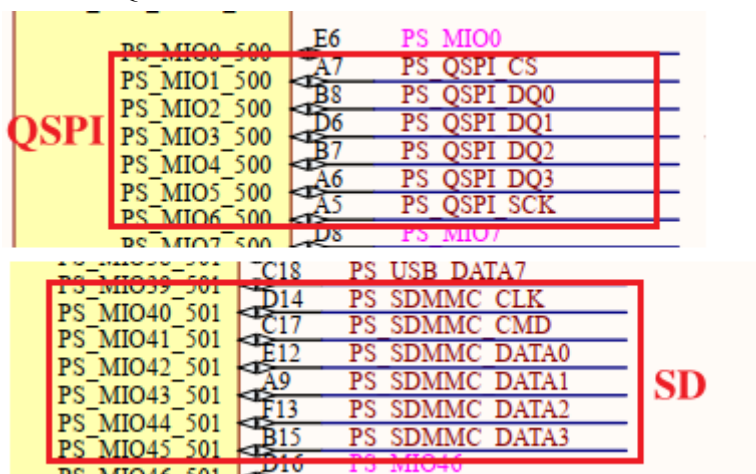 E6 PS_MIO0
PS_MIO0_500
A7 PS_QSPI_CS
PS_MIO1_500
B8 PS_QSPI_DQ0
PS_MIO2_500
D6 PS_QSPI_DQ1
QSPI PS_MIO3_500
B7 PS_QSPI_DQ2
PS_MIO4_500
A6 PS_QSPI_DQ3
PS_MIO5_500
A5 PS_QSPI_SCK
PS_MIO6_500
D8 PS_MIO7
PS_MIO7_500
PS_MIO38_501
C18 PS_USB_DATA7
PS_MIO39_501
D14 PS_SDMMC_CLK
PS_MIO40_501
C17 PS_SDMMC_CMD
PS_MIO41_501
E12 PS_SDMMC_DATA0
PS_MIO42_501
A9 PS_SDMMC_DATA1 SD
PS_MIO43_501
F13 PS_SDMMC_DATA2
PS_MIO44_501
B15 PS_SDMMC_DATA3
PS_MIO45_501
D16 PS_MIO46
PS_MIO46_501